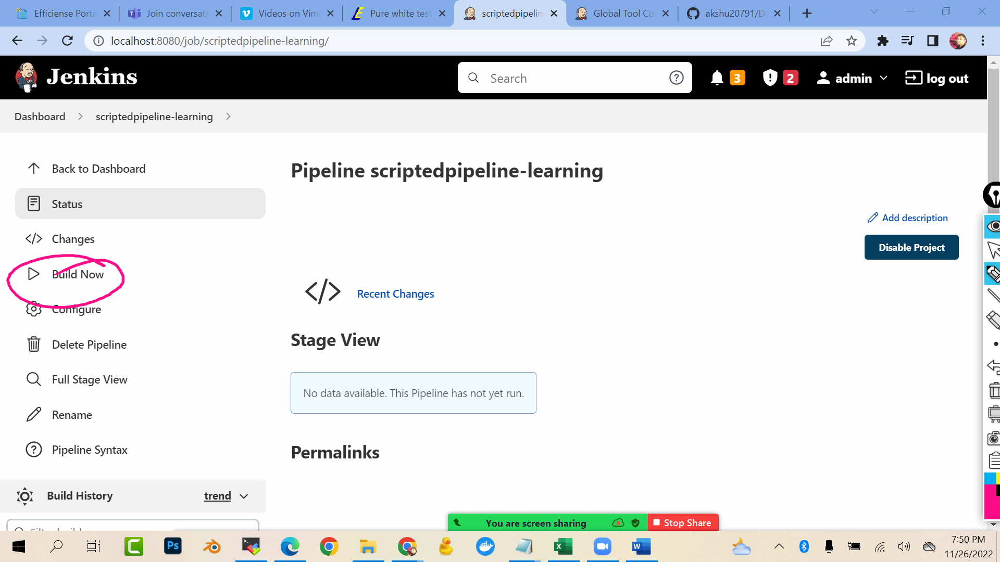 Efficiense Porta
Join conversati
Videos on Vim
Pure white test
scriptedpipelin
Global Tool Co
akshu20791/De
localhost:8080/job/scriptedpipeline-learning/
Jenkins
Search
3
2
admin
log out
Dashboard
scriptedpipeline-learning
Back to Dashboard
Status
Changes
Build Now
Configure
Delete Pipeline
Full Stage View
Rename
Pipeline Syntax
Build History
trend
Pipeline scriptedpipeline-learning
Add description
Disable Project
Recent Changes
Stage View
No data available. This Pipeline has not yet run.
Permalinks
You are screen sharing
Stop Share
Ps
7:50 PM
11/26/2022